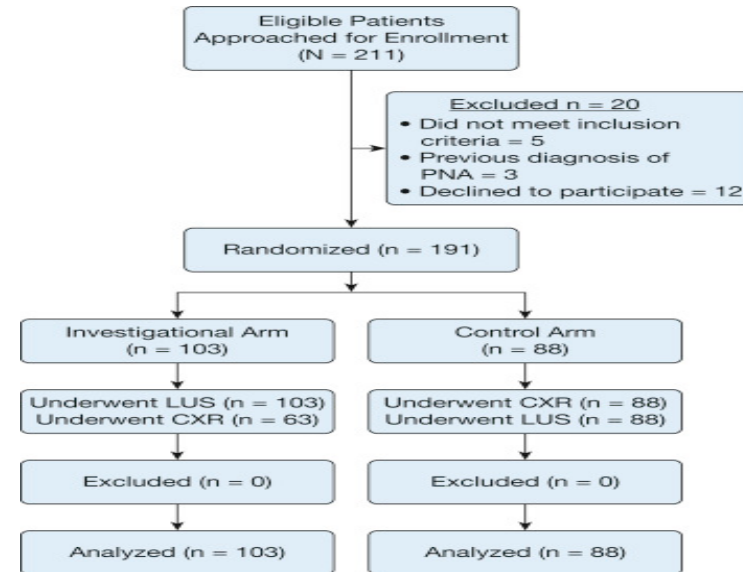 Eligible Patients
Approached for Enrollment
(N = 211)
Excluded n = 20
• Did not meet inclusion
criteria = 5
• Previous diagnosis of
PNA = 3
• Declined to participate = 12
Randomized (n = 191)
Investigational Arm
(n = 103)
Control Arm
(n = 88)
Underwent LUS (n = 103)
Underwent CXR (n = 63)
Underwent CXR (n = 88)
Underwent LUS (n = 88)
Excluded (n = 0)
Excluded (n = 0)
Analyzed (n = 103)
Analyzed (n = 88)